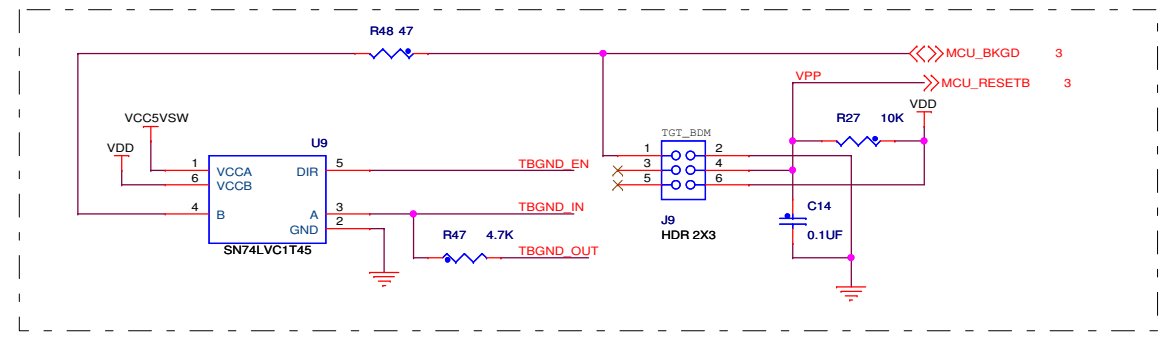 R48 47
MCU_BKGD 3
VPP
MCU_RESETB 3
VCC5VSW
VDD
R27 10K
VDD
TGT_BDM
U9
1 VCCA
6 VCCB
DIR 5
TBGND_EN
1 2
3 4
5 6
4 B
A 3
GND 2
TBGND_IN
J9
HDR 2X3
C14
0.1UF
R47 4.7K
TBGND_OUT
SN74LVC1T45